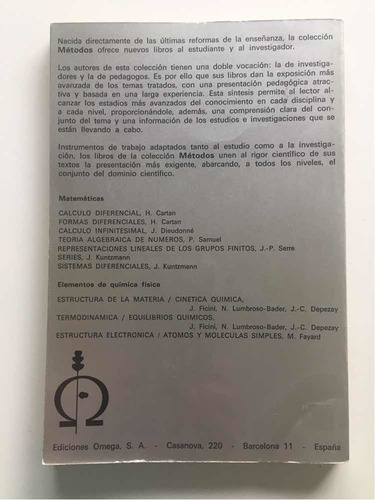 Nacida directamente de las últimas reformas de la enseñanza, la colección
Métodos ofrece nuevos libros al estudiante y al investigador.
Los autores de esta colección tienen una doble vocación: la de investiga-
dores y la de pedagogos. Es por ello que sus libros dan la exposición más
avanzada de los temas tratados, con una presentación pedagógica atrac-
tiva y basada en una larga experiencia. Esta síntesis permite al lector al-
canzar los estadios más avanzados del conocimiento en cada disciplina y
a cada nivel, proporcionándole, además, una comprensión clara del con-
junto del tema y una información de los estudios e investigaciones que se
están llevando a cabo.
Instrumentos de trabajo adaptados tanto al estudio como a la investiga-
ción, los libros de la colección Métodos unen al rigor científico de sus
textos la presentación más exigente, abarcando, a todos los niveles, el
conjunto del dominio científico.
Matemáticas
CALCULO DIFERENCIAL, H. Cartan
FORMAS DIFERENCIALES, H. Cartan
CALCULO INFINITESIMAL, J. Dieudonné
TEORIA ALGEBRAICA DE NUMEROS, P. Samuel
REPRESENTACIONES LINEALES DE LOS GRUPOS FINITOS, J.-P. Serre
SERIES, J. Kuntzmann
SISTEMAS DIFERENCIALES, J. Kuntzmann
Elementos de química física
ESTRUCTURA DE LA MATERIA / CINETICA QUIMICA,
J. Ficini, N. Lumbroso-Bader, J.-C. Depezay
TERMODINAMICA / EQUILIBRIOS QUIMICOS,
J. Ficini, N. Lumbroso-Bader, J.-C. Depezay
ESTRUCTURA ELECTRONICA / ATOMOS Y MOLECULAS SIMPLES, M. Fayard
Ediciones Omega, S. A. - Casanova, 220 - Barcelona 11 - España